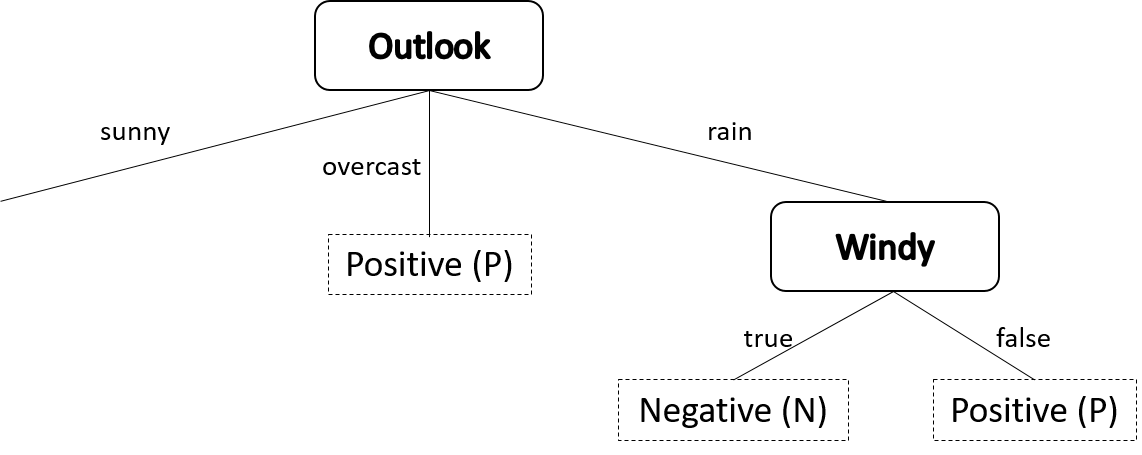 Outlook
sunny
rain
overcast
Windy
Positive (P)
true
false
Negative (N)
Positive (P)